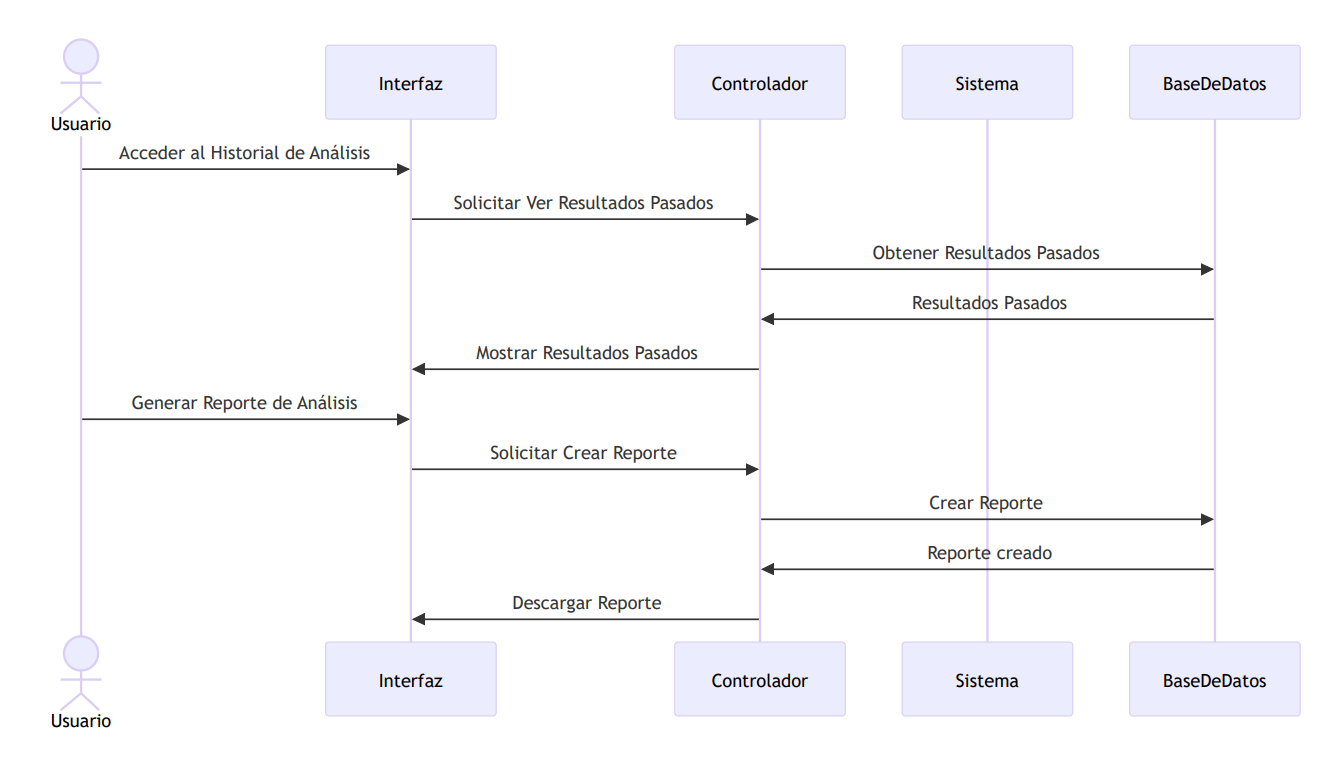 Usuario
Interfaz
Controlador
Sistema
BaseDeDatos
Acceder al Historial de Análisis
Solicitar Ver Resultados Pasados
Obtener Resultados Pasados
Resultados Pasados
Mostrar Resultados Pasados
Generar Reporte de Análisis
Solicitar Crear Reporte
Crear Reporte
Reporte creado
Descargar Reporte
Usuario
Interfaz
Controlador
Sistema
BaseDeDatos